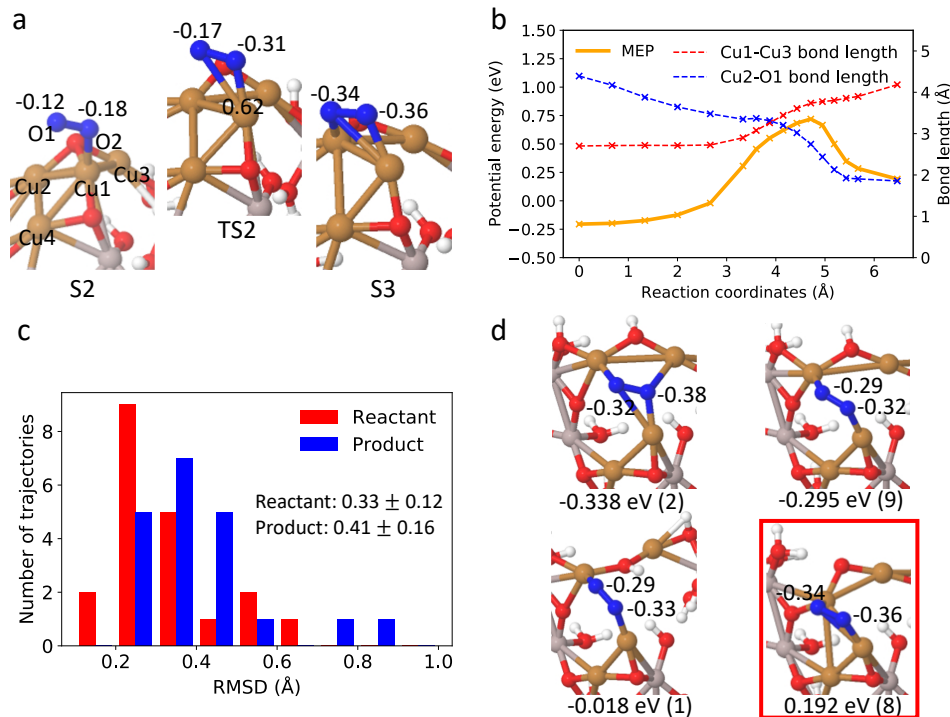 a
-0.17
-0.31
-0.12
-0.18
O1
O2
Cu2
Cu1
Cu3
Cu4
S2
0.62
TS2
-0.34
-0.36
S3
b
MEP
Cu1-Cu3 bond length
Cu2-O1 bond length
Potential energy (eV)
1.50
1.25
1.00
0.75
0.50
0.25
0.00
−0.25
−0.50
Bond length (Å)
5
4
3
2
1
0
0 1 2 3 4 5 6
Reaction coordinates (Å)
c
Reactant
Product
Reactant: 0.33 ± 0.12
Product: 0.41 ± 0.16
Number of trajectories
8
6
4
2
0
0.2 0.4 0.6 0.8 1.0
RMSD (Å)
d
-0.32
-0.38
-0.338 eV (2)
-0.29
-0.32
-0.295 eV (9)
-0.29
-0.33
-0.018 eV (1)
-0.34
-0.36
0.192 eV (8)